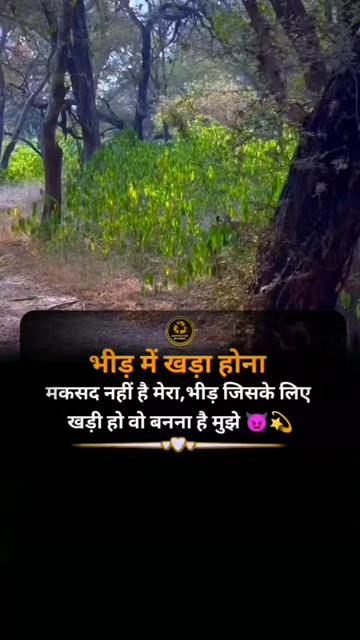 भीड़ में खड़ा होना
मकसद नहीं है मेरा,भीड़ जिसके लिए
खड़ी हो वो बनना है मुझे 😈💫